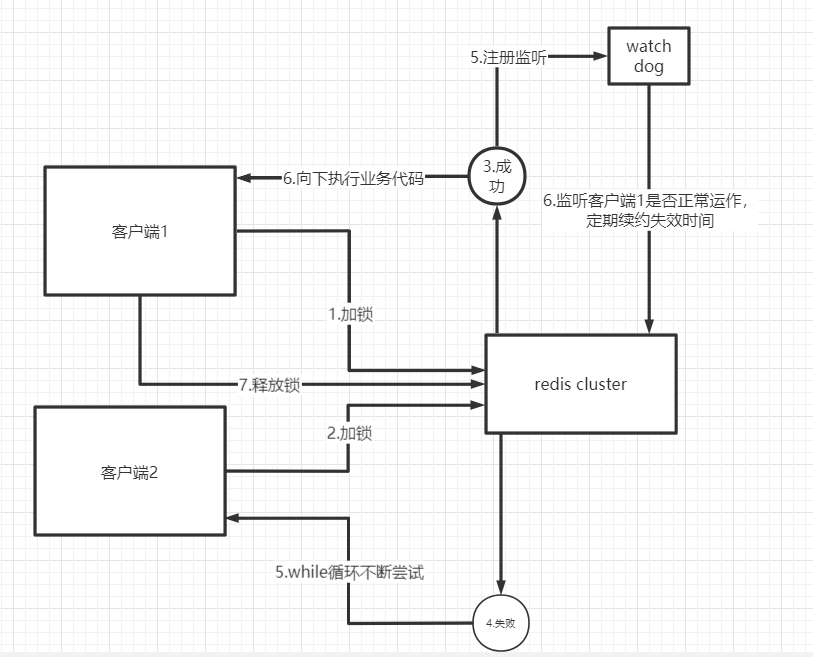 watch
dog
5.注册监听
3.成
功
6.向下执行业务代码
6.监听客户端1是否正常运作，
定期续约失效时间
客户端1
1.加锁
7.释放锁
redis cluster
2.加锁
客户端2
5.while循环不断尝试
4.失败